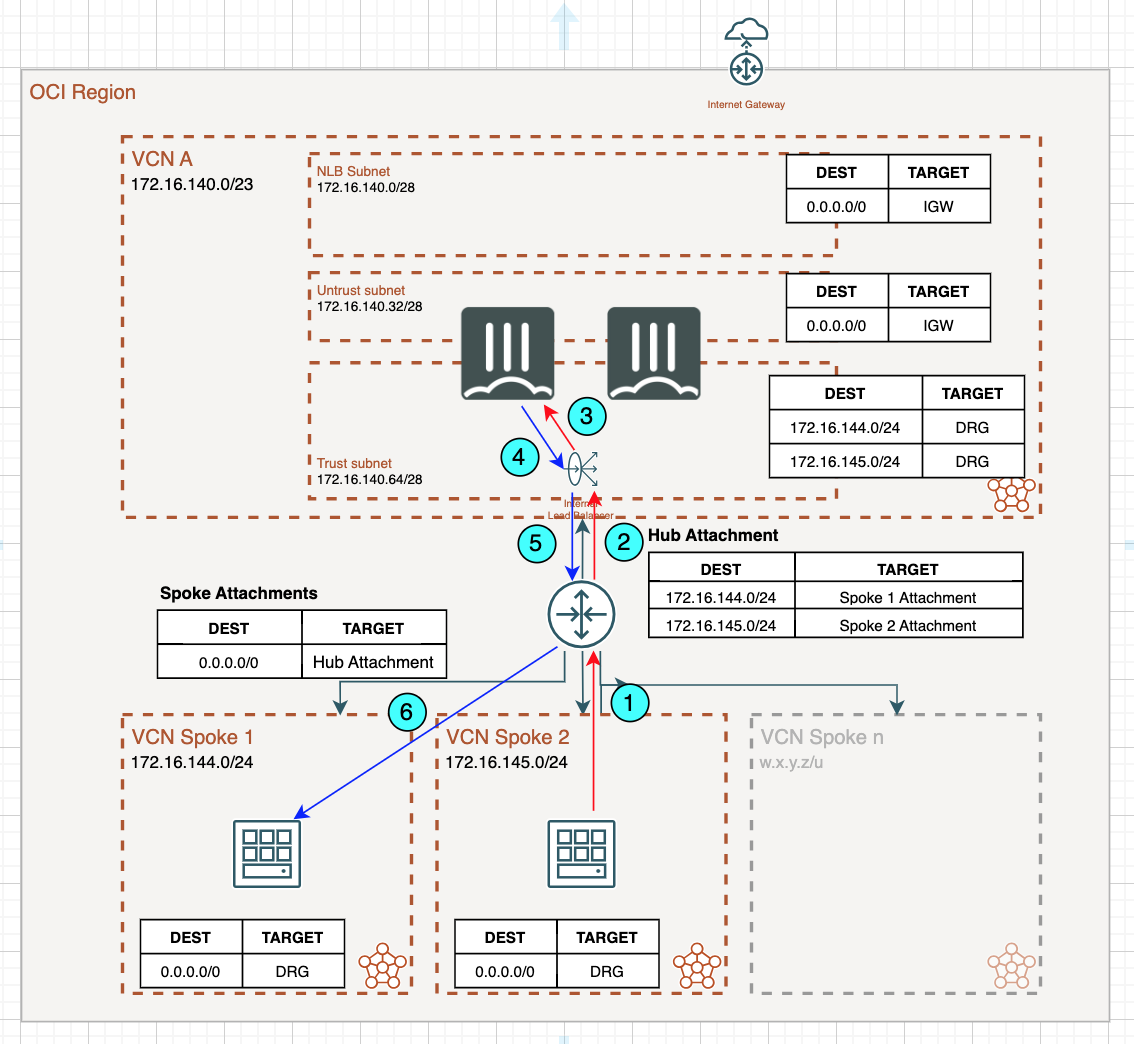 Internet Gateway
OCI Region
VCN A
172.16.140.0/23
NLB Subnet
172.16.140.0/28
DEST TARGET
0.0.0.0/0 IGW
Untrust subnet
172.16.140.32/28
DEST TARGET
0.0.0.0/0 IGW
DEST TARGET
172.16.144.0/24 DRG
172.16.145.0/24 DRG
3
4
Trust subnet
172.16.140.64/28
Internal
Load Balancer
5
2
Hub Attachment
DEST TARGET
172.16.144.0/24 Spoke 1 Attachment
172.16.145.0/24 Spoke 2 Attachment
Spoke Attachments
DEST TARGET
0.0.0.0/0 Hub Attachment
6
1
VCN Spoke 1
172.16.144.0/24
DEST TARGET
0.0.0.0/0 DRG
VCN Spoke 2
172.16.145.0/24
DEST TARGET
0.0.0.0/0 DRG
VCN Spoke n
w.x.y.z/u